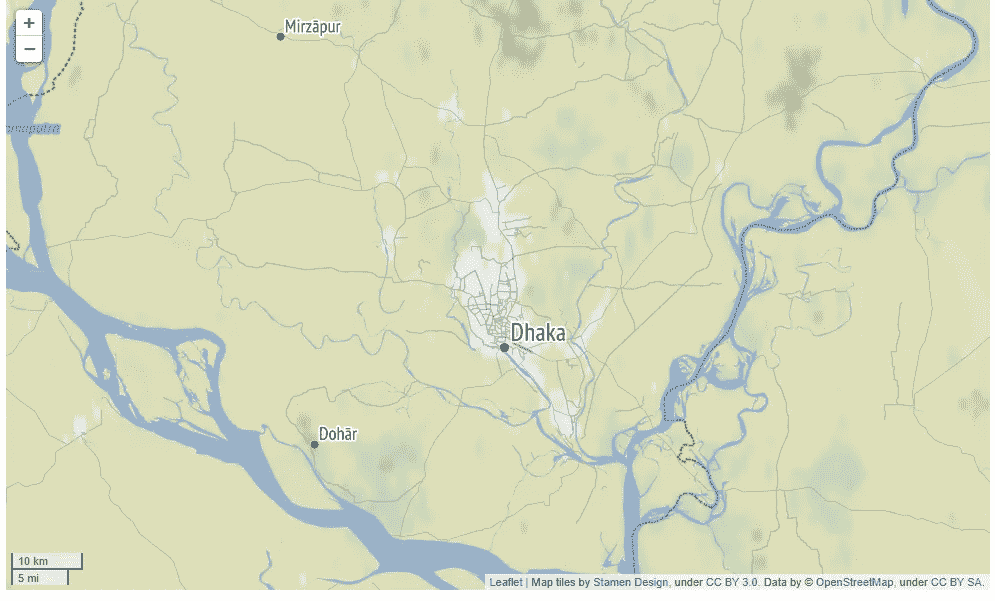 +
Mirzāpur
−
Dhaka
Dohār
10 km
5 mi
Leaflet | Map tiles by Stamen Design, under CC BY 3.0. Data by © OpenStreetMap, under CC BY SA.